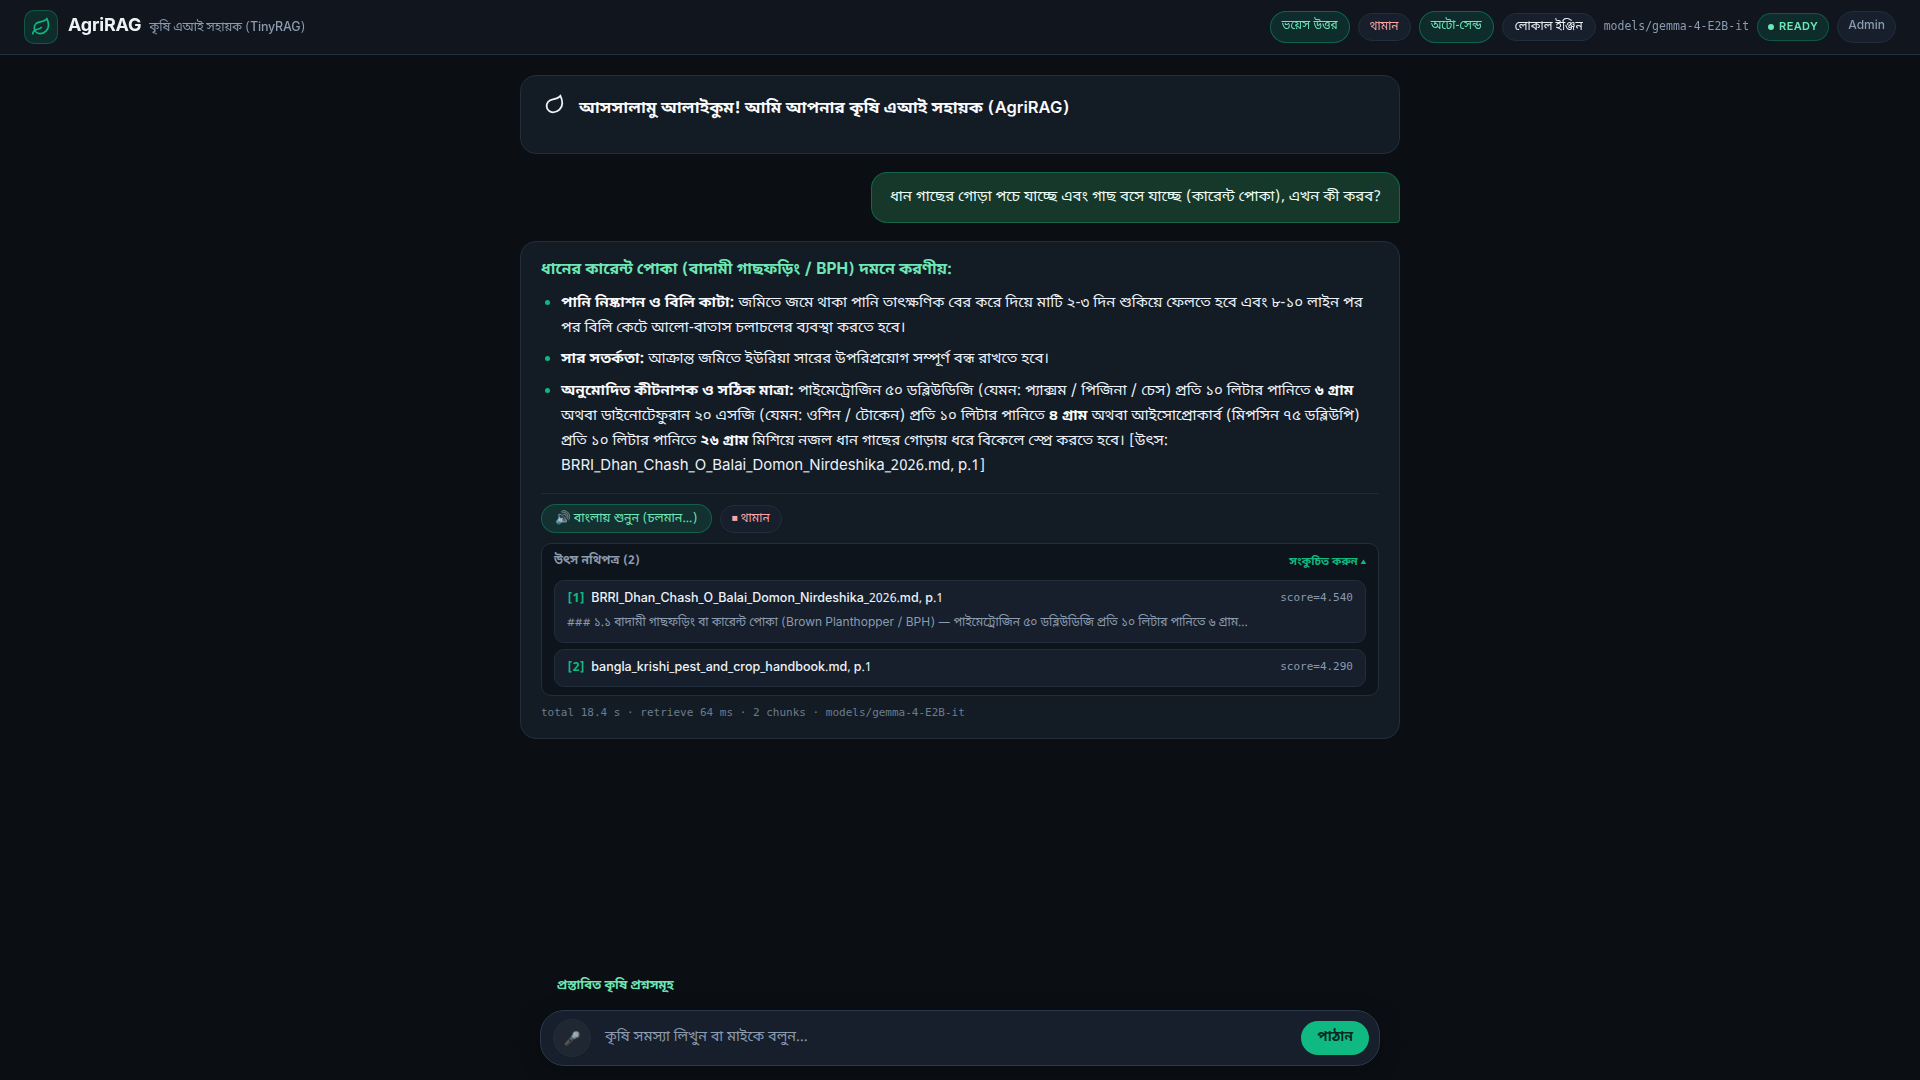 AgriRAG কৃষি এআই সহায়ক (TinyRAG)
ভয়েস উত্তর
থামান
অটো-সেন্ড
লোকাল ইঞ্জিন
models/gemma-4-E2B-it
READY
Admin
আসসালামু আলাইকুম! আমি আপনার কৃষি এআই সহায়ক (AgriRAG)
ধান গাছের গোড়া পচে যাচ্ছে এবং গাছ বসে যাচ্ছে (কারেন্ট পোকা), এখন কী করব?
ধানের কারেন্ট পোকা (বাদামী গাছফড়িং / BPH) দমনে করণীয়:
• পানি নিষ্কাশন ও বিলি কাটা: জমিতে জমে থাকা পানি তাৎক্ষণিক বের করে দিয়ে মাটি ২-৩ দিন শুকিয়ে ফেলতে হবে এবং ৮-১০ লাইন পর
পর বিলি কেটে আলো-বাতাস চলাচলের ব্যবস্থা করতে হবে।
• সার সতর্কতা: আক্রান্ত জমিতে ইউরিয়া সারের উপরিপ্রয়োগ সম্পূর্ণ বন্ধ রাখতে হবে।
• অনুমোদিত কীটনাশক ও সঠিক মাত্রা: পাইমেট্রোজিন ৫০ ডব্লিউডিজি (যেমন: প্যাক্সম / পিজিনা / চেস) প্রতি ১০ লিটার পানিতে ৬ গ্রাম
অথবা ডাইনোটেফুরান ২০ এসজি (যেমন: ওশিন / টোকেন) প্রতি ১০ লিটার পানিতে ৪ গ্রাম অথবা আইসোপ্রোকার্ব (মিপসিন ৭৫ ডব্লিউপি)
প্রতি ১০ লিটার পানিতে ২৬ গ্রাম মিশিয়ে নজল ধান গাছের গোড়ায় ধরে বিকেলে স্প্রে করতে হবে। [উৎস:
BRRI_Dhan_Chash_O_Balai_Domon_Nirdeshika_2026.md, p.1]
🔊 বাংলায় শুনুন (চলমান...)
■ থামান
উৎস নথিপত্র (2)
সংকুচিত করুন ▴
[1] BRRI_Dhan_Chash_O_Balai_Domon_Nirdeshika_2026.md, p.1
score=4.540
### ১.১ বাদামী গাছফড়িং বা কারেন্ট পোকা (Brown Planthopper / BPH) — পাইমেট্রোজিন ৫০ ডব্লিউডিজি প্রতি ১০ লিটার পানিতে ৬ গ্রাম...
[2] bangla_krishi_pest_and_crop_handbook.md, p.1
score=4.290
total 18.4 s · retrieve 64 ms · 2 chunks · models/gemma-4-E2B-it
প্রস্তাবিত কৃষি প্রশ্নসমূহ
কৃষি সমস্যা লিখুন বা মাইকে বলুন...
পাঠান